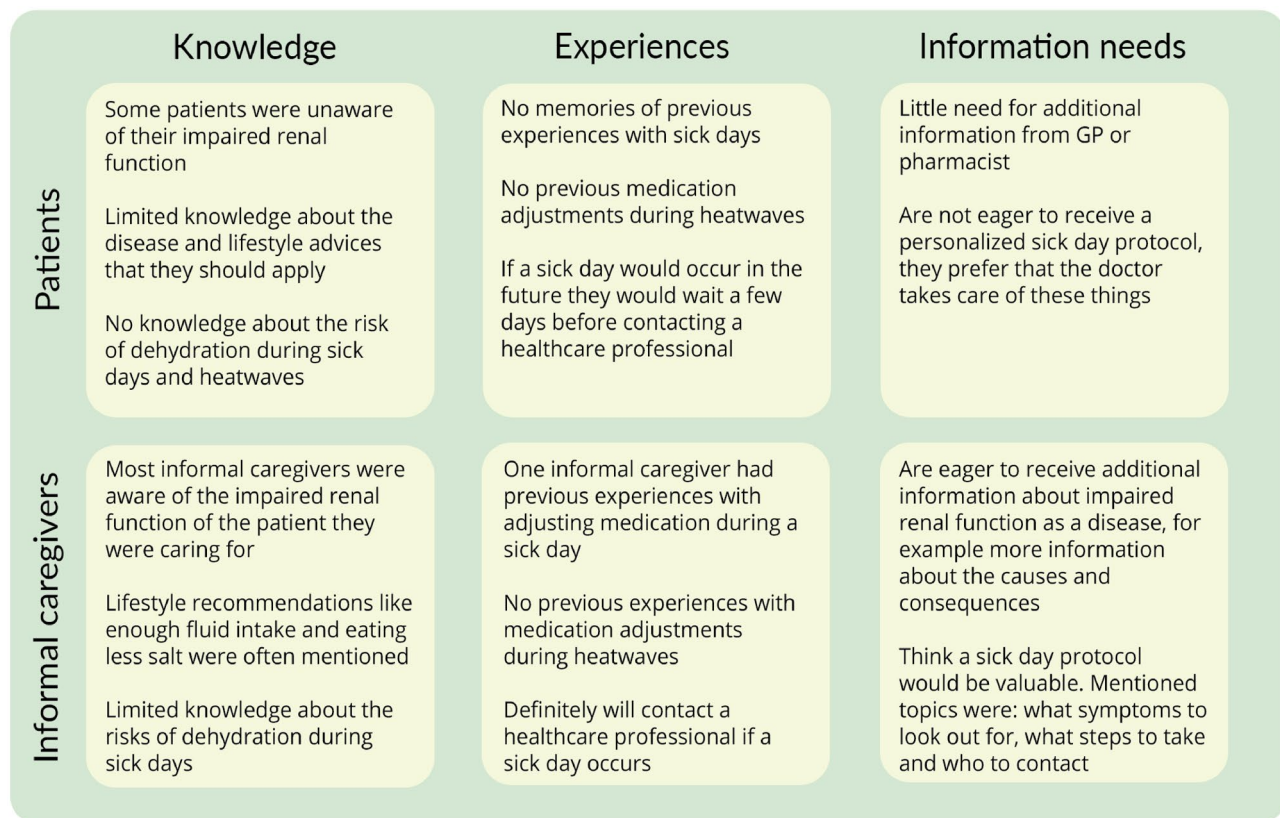 Knowledge
Experiences
Information needs
Patients
Some patients were unaware
of their impaired renal
function
Limited knowledge about the
disease and lifestyle advices
that they should apply
No knowledge about the risk
of dehydration during sick
days and heatwaves
No memories of previous
experiences with sick days
No previous medication
adjustments during heatwaves
If a sick day would occur in the
future they would wait a few
days before contacting a
healthcare professional
Little need for additional
information from GP or
pharmacist
Are not eager to receive a
personalized sick day protocol,
they prefer that the doctor
takes care of these things
Informal caregivers
Most informal caregivers were
aware of the impaired renal
function of the patient they
were caring for
Lifestyle recommendations like
enough fluid intake and eating
less salt were often mentioned
Limited knowledge about the
risks of dehydration during
sick days
One informal caregiver had
previous experiences with
adjusting medication during a
sick day
No previous experiences with
medication adjustments
during heatwaves
Definitely will contact a
healthcare professional if a
sick day occurs
Are eager to receive additional
information about impaired
renal function as a disease, for
example more information
about the causes and
consequences
Think a sick day protocol
would be valuable. Mentioned
topics were: what symptoms to
look out for, what steps to take
and who to contact